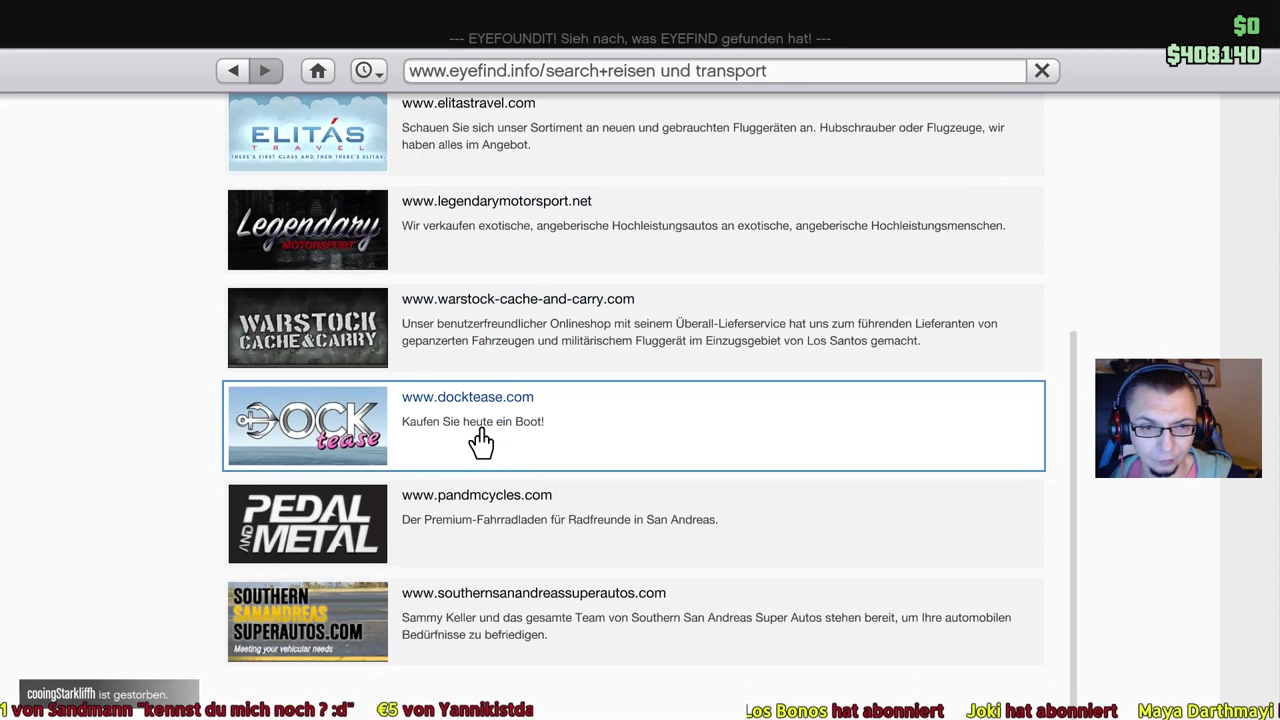 $0
--- EYEFOUNDIT! Sieh nach, was EYEFIND gefunden hat! ---
$408140
www.eyefind.info/search+reisen und transport
ELITÁS
TRAVEL
THERE'S FIRST CLASS AND THEN THERE'S ELITAS.
www.elitastravel.com
Schauen Sie sich unser Sortiment an neuen und gebrauchten Fluggeräten an. Hubschrauber oder Flugzeuge, wir
haben alles im Angebot.
Legendary
MOTORSPORT
www.legendarymotorsport.net
Wir verkaufen exotische, angeberische Hochleistungsautos an exotische, angeberische Hochleistungsmenschen.
WARSTOCK
CACHE&CARRY
www.warstock-cache-and-carry.com
Unser benutzerfreundlicher Onlineshop mit seinem Überall-Lieferservice hat uns zum führenden Lieferanten von
gepanzerten Fahrzeugen und militärischem Fluggerät im Einzugsgebiet von Los Santos gemacht.
DOCK
tease
www.docktease.com
Kaufen Sie heute ein Boot!
PEDAL
AND METAL
www.pandmcycles.com
Der Premium-Fahrradladen für Radfreunde in San Andreas.
SOUTHERN
SANANDREAS
SUPERAUTOS.COM
Meeting your vehicular needs
www.southernsanandreassuperautos.com
Sammy Keller und das gesamte Team von Southern San Andreas Super Autos stehen bereit, um Ihre automobilen
Bedürfnisse zu befriedigen.
cooingStarkliffh ist gestorben.
1 von Sandmann "kennst du mich noch ? :d" €5 von Yannikistda Los Bonos hat abonniert Joki hat abonniert Maya Darthmayi